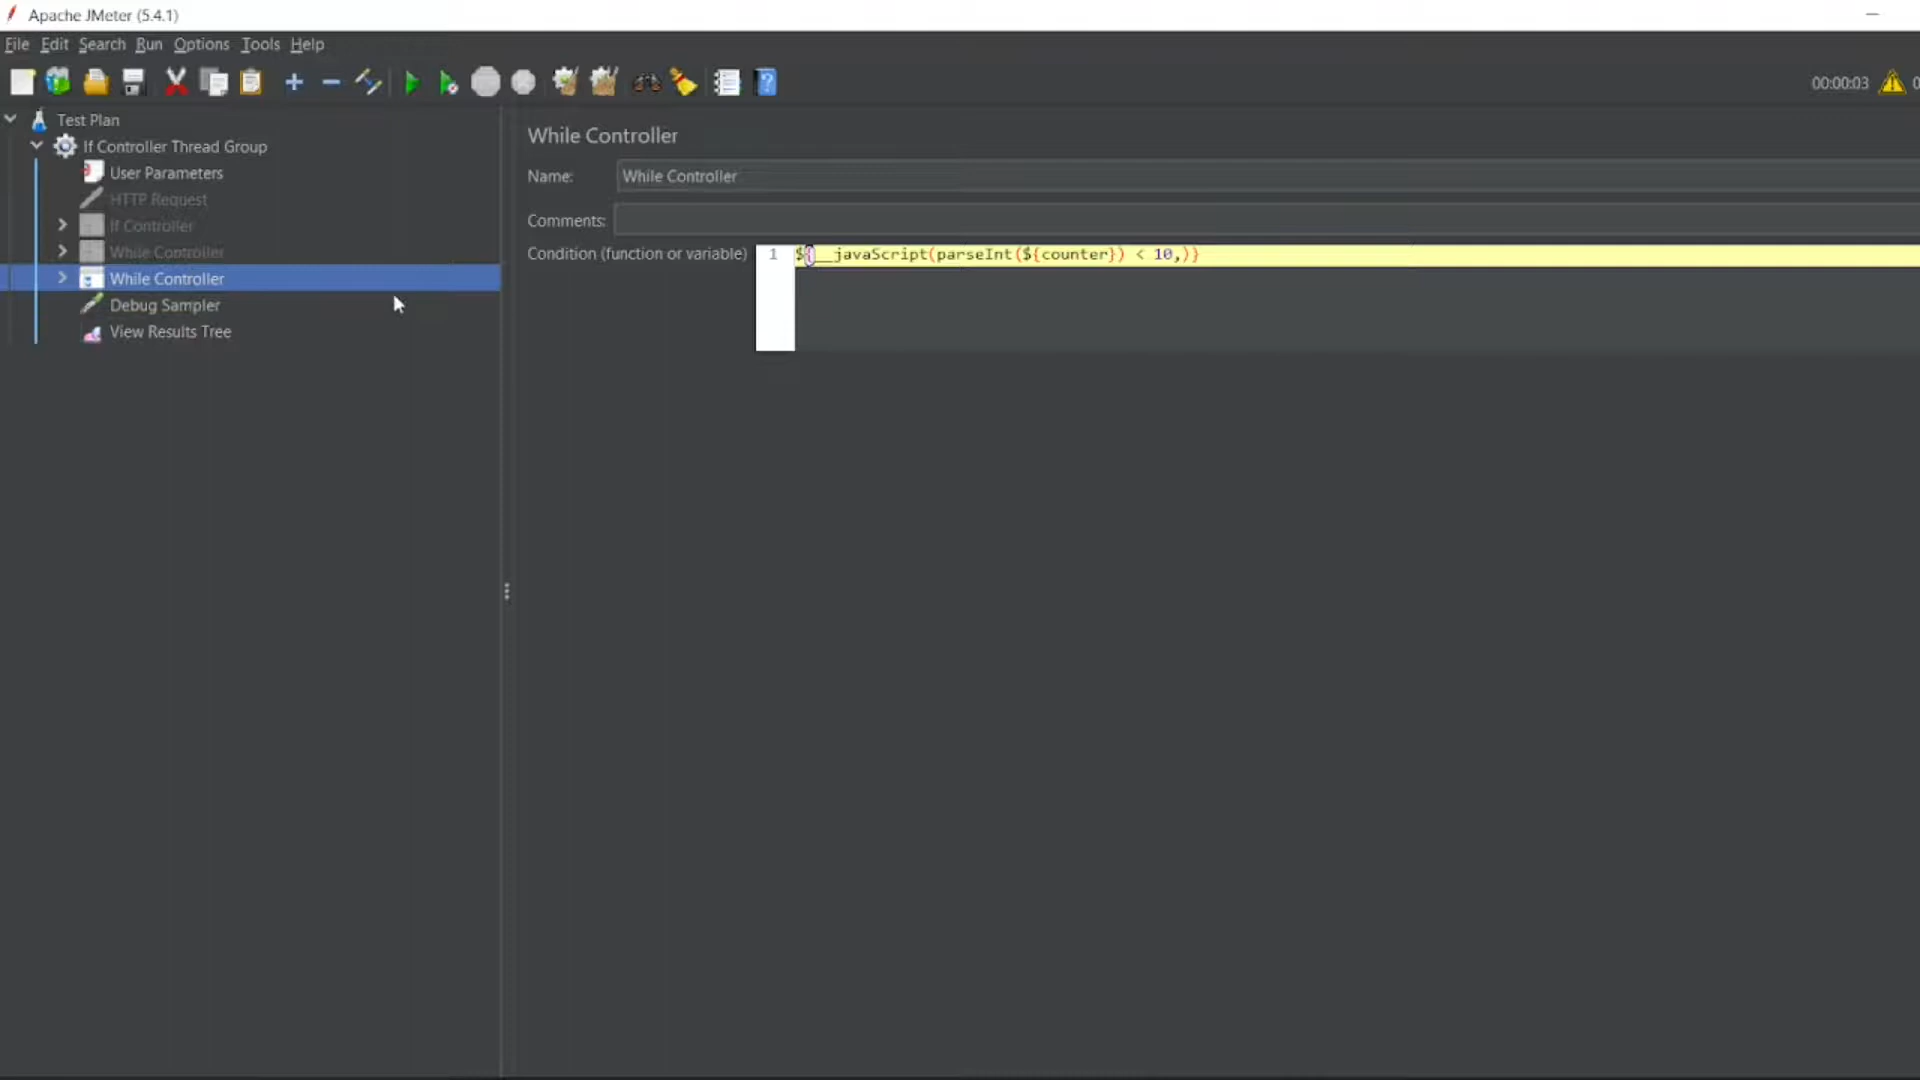 Apache JMeter (5.4.1)
File Edit Search Run Options Tools Help
00:00:03 0
Test Plan
If Controller Thread Group
User Parameters
HTTP Request
If Controller
While Controller
While Controller
Debug Sampler
View Results Tree
While Controller
Name: While Controller
Comments:
Condition (function or variable) 1 ${__javaScript(parseInt(${counter}) < 10,)}